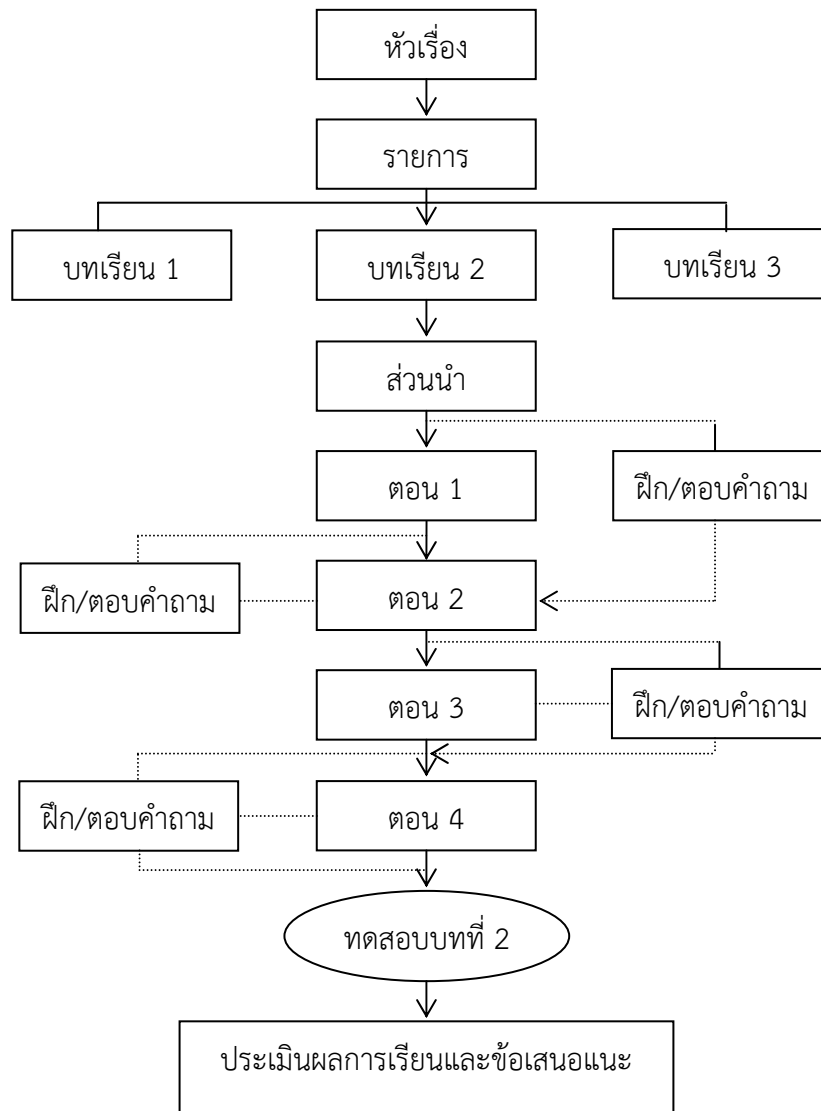 หัวเรื่อง
รายการ
บทเรียน 1
บทเรียน 2
บทเรียน 3
ส่วนนำ
ตอน 1
ฝึก/ตอบคำถาม
ฝึก/ตอบคำถาม
ตอน 2
ตอน 3
ฝึก/ตอบคำถาม
ฝึก/ตอบคำถาม
ตอน 4
ทดสอบบทที่ 2
ประเมินผลการเรียนและข้อเสนอแนะ